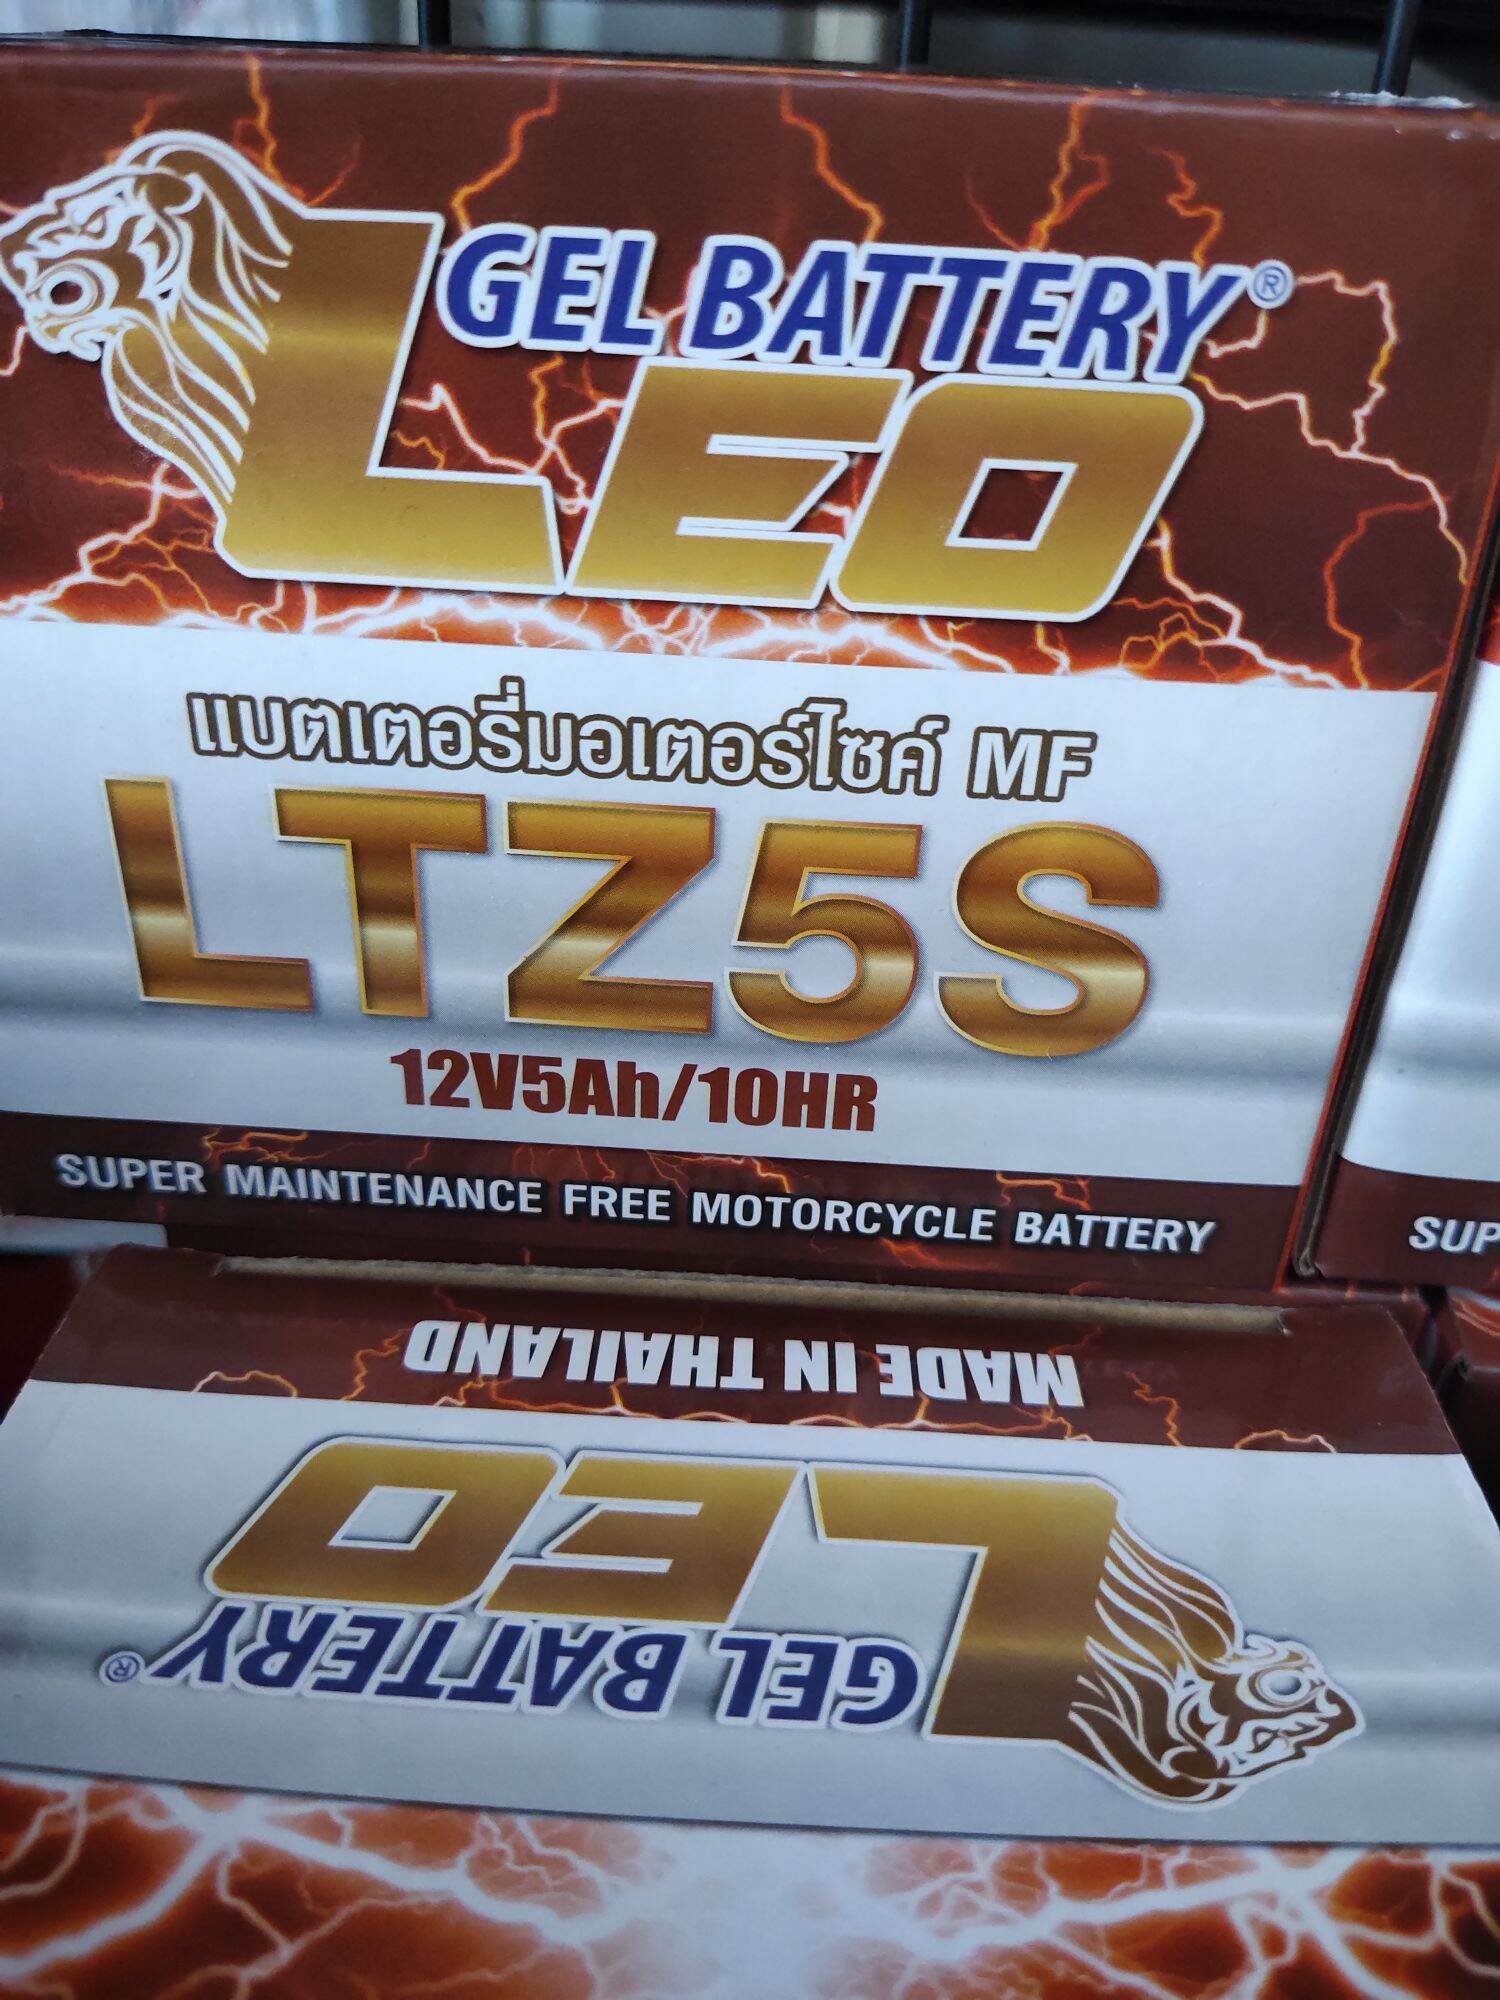 GEL BATTERY®
LEO
แบตเตอรี่มอเตอร์ไซค์ MF
LTZ5S
12V5Ah/10HR
SUPER MAINTENANCE FREE MOTORCYCLE BATTERY
SUP
MADE IN THAILAND
LEO
GEL BATTERY®